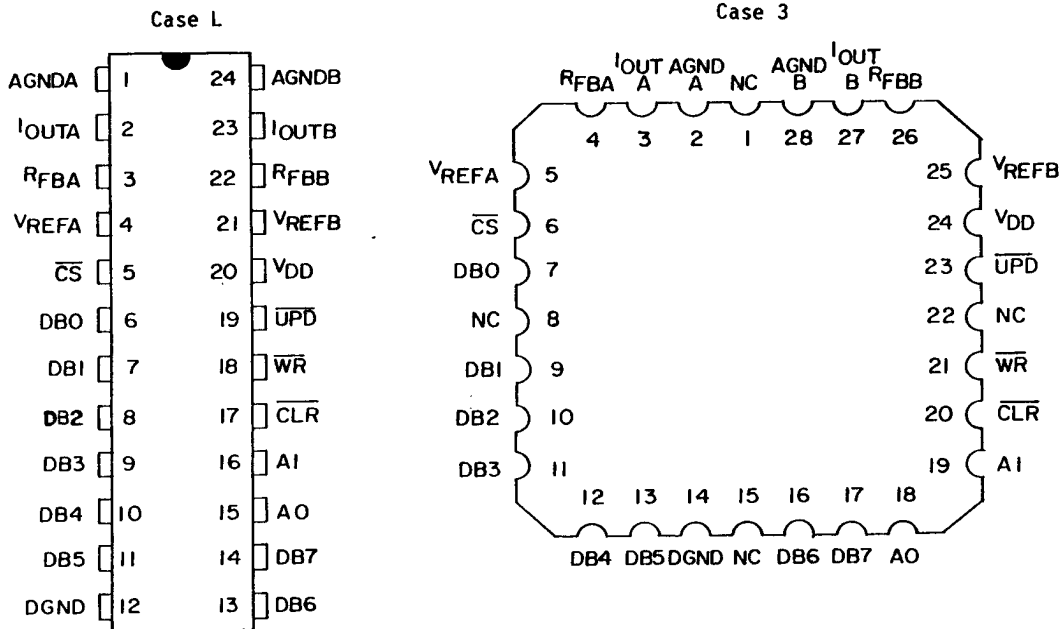 Case L
AGNDA 1 24 AGNDB
IOUTA 2 23 IOUTB
RFBA 3 22 RFBB
VREFA 4 21 VREFB
CS 5 20 VDD
DB0 6 19 UPD
DB1 7 18 WR
DB2 8 17 CLR
DB3 9 16 A1
DB4 10 15 A0
DB5 11 14 DB7
DGND 12 13 DB6
Case 3
RFBA IOUT A AGND A NC AGND B IOUT B RFBB
4 3 2 1 28 27 26
VREFA 5 25 VREFB
CS 6 24 VDD
DB0 7 23 UPD
NC 8 22 NC
DB1 9 21 WR
DB2 10 20 CLR
DB3 11 19 A1
12 13 14 15 16 17 18
DB4 DB5 DGND NC DB6 DB7 A0